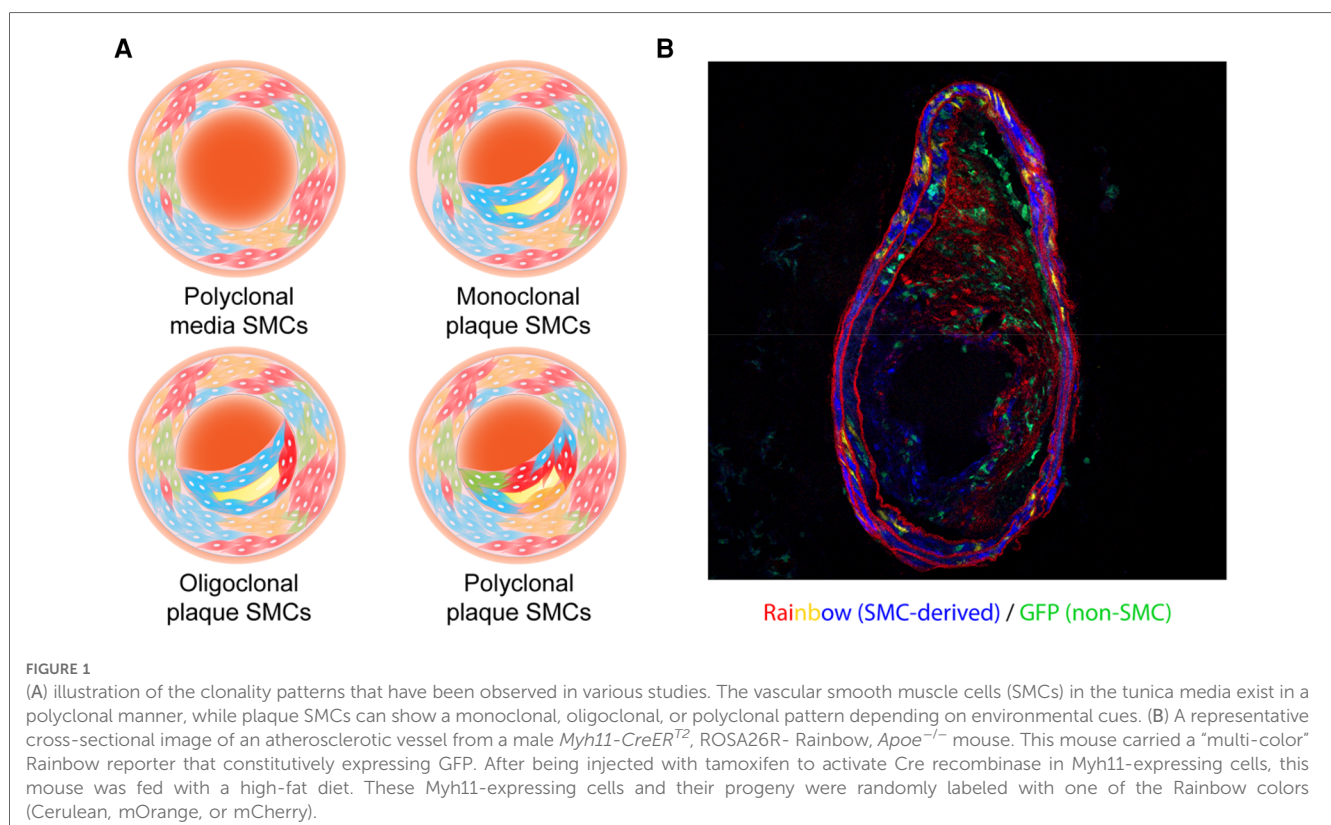 A
B
Polyclonal
media SMCs
Monoclonal
plaque SMCs
Oligoclonal
plaque SMCs
Polyclonal
plaque SMCs
Rainbow (SMC-derived) / GFP (non-SMC)
FIGURE 1
(A) illustration of the clonality patterns that have been observed in various studies. The vascular smooth muscle cells (SMCs) in the tunica media exist in a
polyclonal manner, while plaque SMCs can show a monoclonal, oligoclonal, or polyclonal pattern depending on environmental cues. (B) A representative
cross-sectional image of an atherosclerotic vessel from a male Myh11-CreERT2, ROSA26R- Rainbow, Apoe−/− mouse. This mouse carried a “multi-color”
Rainbow reporter that constitutively expressing GFP. After being injected with tamoxifen to activate Cre recombinase in Myh11-expressing cells, this
mouse was fed with a high-fat diet. These Myh11-expressing cells and their progeny were randomly labeled with one of the Rainbow colors
(Cerulean, mOrange, or mCherry).